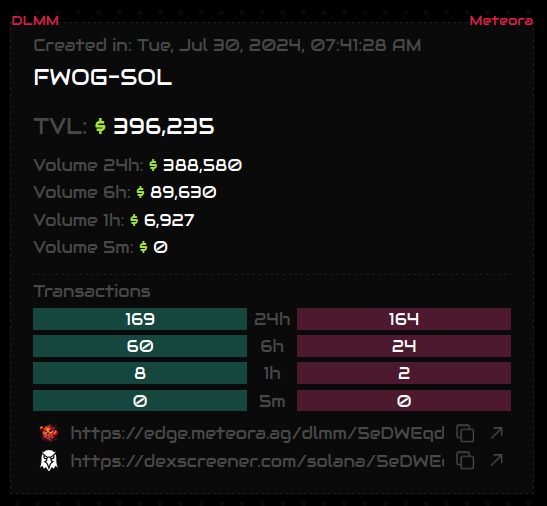 DLMM Meteora
Created in: Tue, Jul 30, 2024, 07:41:28 AM
FWOG-SOL
TVL: $ 396,235
Volume 24h: $ 388,580
Volume 6h: $ 89,630
Volume 1h: $ 6,927
Volume 5m: $ 0
Transactions
169 24h 164
60 6h 24
8 1h 2
0 5m 0
https://edge.meteora.ag/dlmm/5eDWEqd
https://dexscreener.com/solana/5eDWE